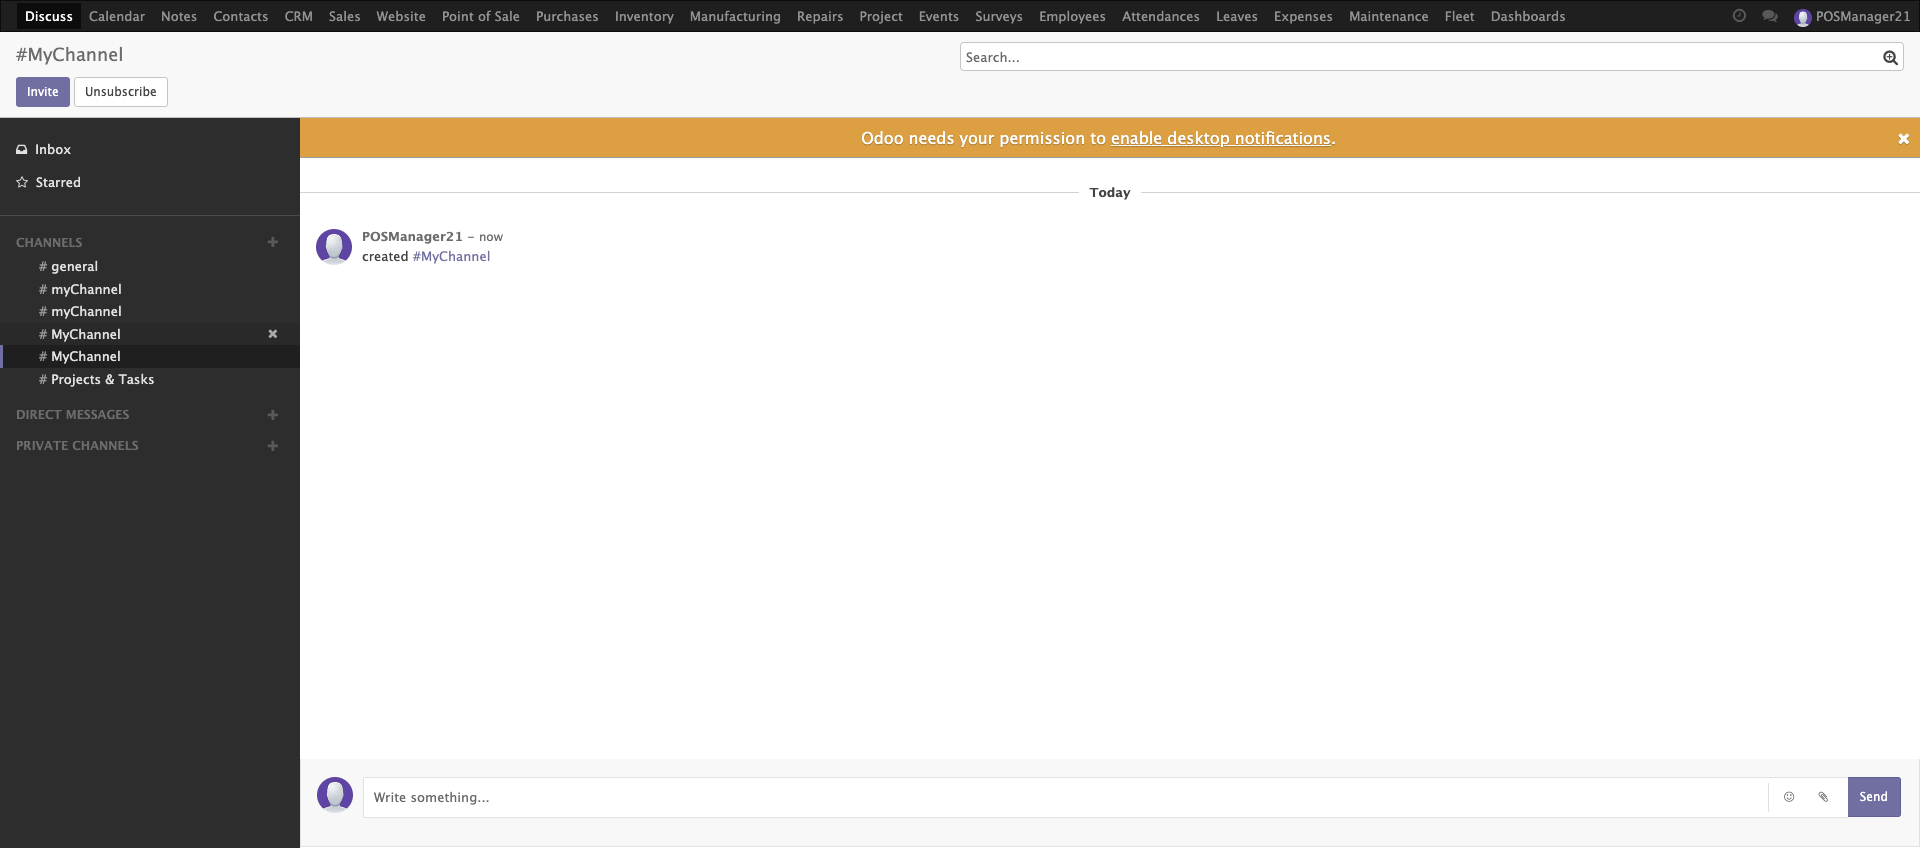 Discuss Calendar Notes Contacts CRM Sales Website Point of Sale Purchases Inventory Manufacturing Repairs Project Events Surveys Employees Attendances Leaves Expenses Maintenance Fleet Dashboards POSManager21
#MyChannel
Search...
Invite Unsubscribe
Odoo needs your permission to enable desktop notifications.
Inbox
Starred
CHANNELS
# general
# myChannel
# myChannel
# MyChannel
# MyChannel
# Projects & Tasks
DIRECT MESSAGES
PRIVATE CHANNELS
Today
POSManager21 – now
created #MyChannel
Write something...
Send